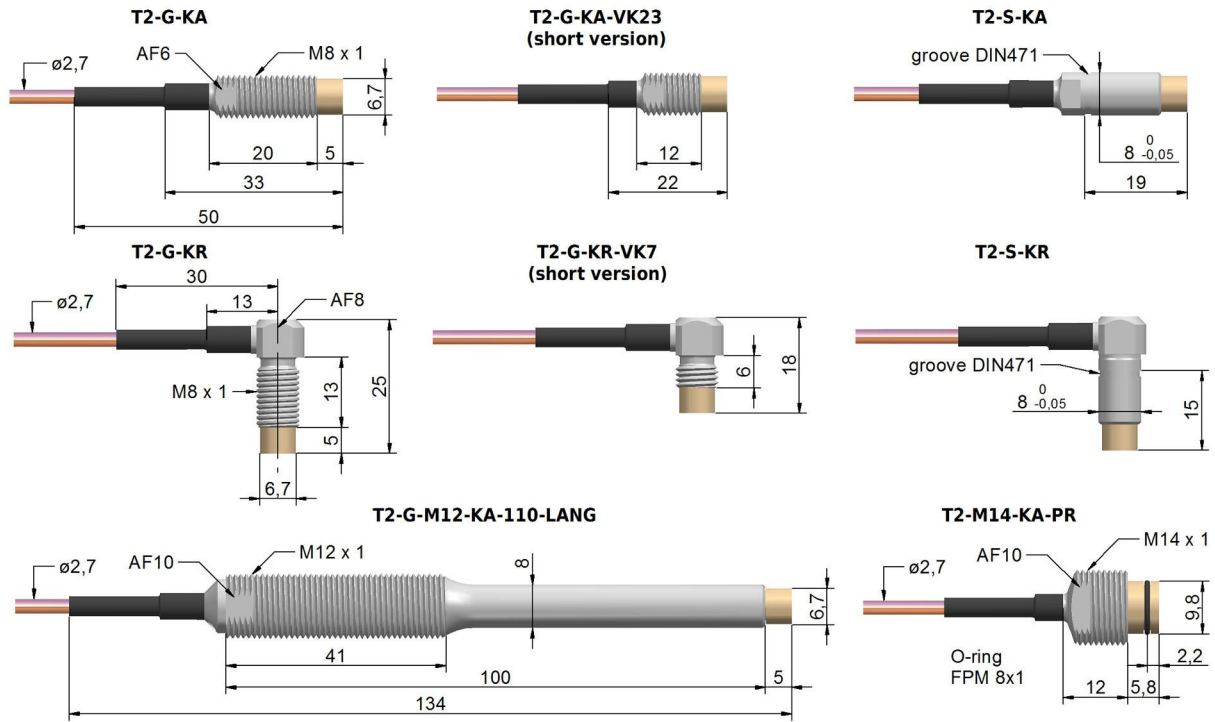 T2-G-KA
AF6
M8 x 1
ø2,7
6,7
20
5
33
50
T2-G-KA-VK23
(short version)
12
22
T2-S-KA
groove DIN471
8 0 -0,05
19
T2-G-KR
30
ø2,7
13
AF8
M8 x 1
13
25
5
6,7
T2-G-KR-VK7
(short version)
6
18
T2-S-KR
groove DIN471
8 0 -0,05
15
T2-G-M12-KA-110-LANG
AF10
M12 x 1
8
ø2,7
6,7
41
100
5
134
T2-M14-KA-PR
M14 x 1
AF10
ø2,7
9,8
O-ring
FPM 8x1
2,2
12
5,8